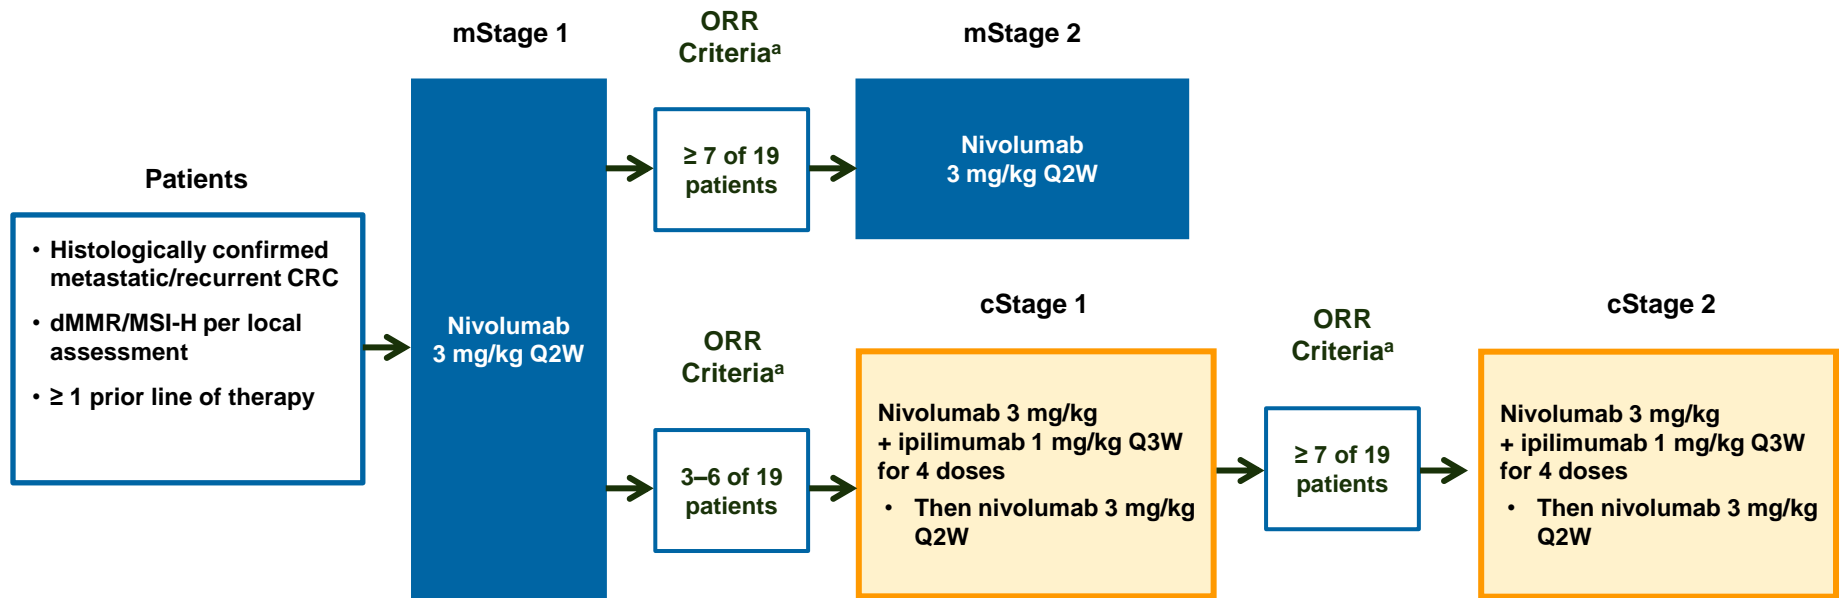 Patients
• Histologically confirmed
metastatic/recurrent CRC
• dMMR/MSI-H per local
assessment
• ≥ 1 prior line of therapy
mStage 1
Nivolumab
3 mg/kg Q2W
ORR
Criteriaᵃ
≥ 7 of 19
patients
mStage 2
Nivolumab
3 mg/kg Q2W
ORR
Criteriaᵃ
3–6 of 19
patients
cStage 1
Nivolumab 3 mg/kg
+ ipilimumab 1 mg/kg Q3W
for 4 doses
• Then nivolumab 3 mg/kg
Q2W
ORR
Criteriaᵃ
≥ 7 of 19
patients
cStage 2
Nivolumab 3 mg/kg
+ ipilimumab 1 mg/kg Q3W
for 4 doses
• Then nivolumab 3 mg/kg
Q2W